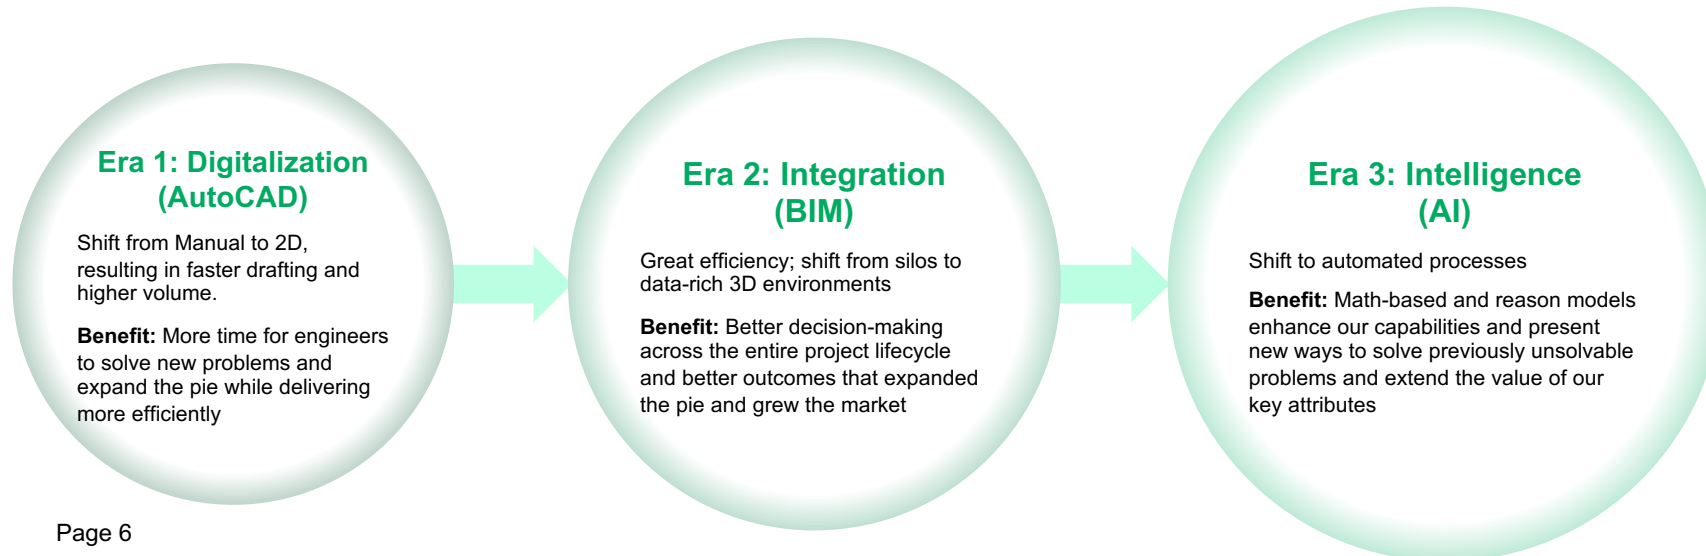 Era 1: Digitalization
(AutoCAD)
Shift from Manual to 2D,
resulting in faster drafting and
higher volume.
Benefit: More time for engineers
to solve new problems and
expand the pie while delivering
more efficiently
Era 2: Integration
(BIM)
Great efficiency; shift from silos to
data-rich 3D environments
Benefit: Better decision-making
across the entire project lifecycle
and better outcomes that expanded
the pie and grew the market
Era 3: Intelligence
(AI)
Shift to automated processes
Benefit: Math-based and reason models
enhance our capabilities and present
new ways to solve previously unsolvable
problems and extend the value of our
key attributes
Page 6